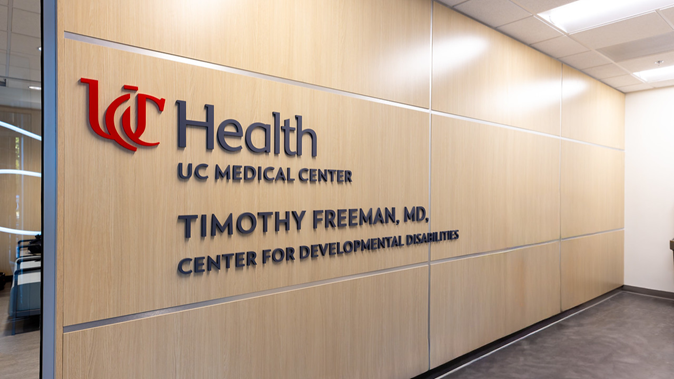 UC Health
UC MEDICAL CENTER
TIMOTHY FREEMAN, MD,
CENTER FOR DEVELOPMENTAL DISABILITIES